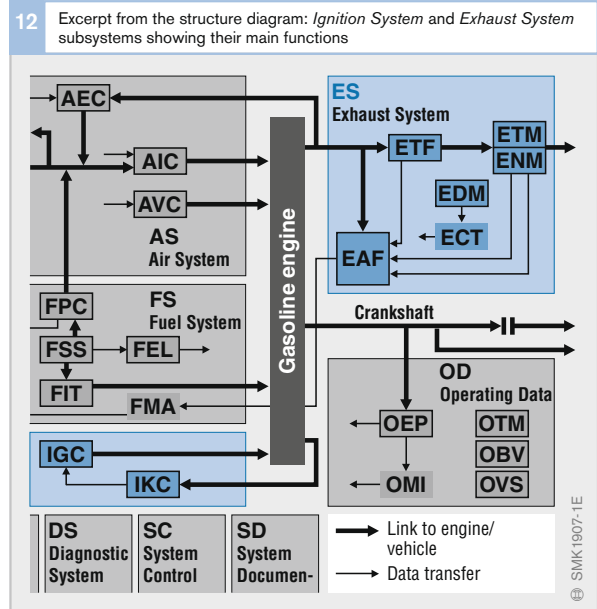 12
Excerpt from the structure diagram: Ignition System and Exhaust System
subsystems showing their main functions
AEC
AIC
AVC
AS
Air System
FPC
FS
Fuel System
FSS
FEL
FIT
FMA
IGC
IKC
Gasoline engine
ES
Exhaust System
ETF
ETM
ENM
EDM
ECT
EAF
Crankshaft
OD
Operating Data
OEP
OTM
OBV
OMI
OVS
DS
Diagnostic
System
SC
System
Control
SD
System
Documen-
Link to engine/
vehicle
Data transfer
SMK1907-1E